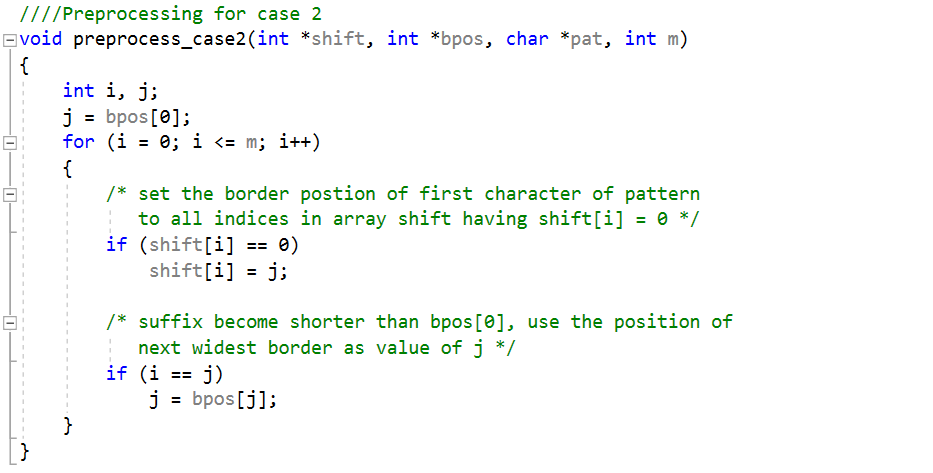 ////Preprocessing for case 2
void preprocess_case2(int *shift, int *bpos, char *pat, int m)
{
    int i, j;
    j = bpos[0];
    for (i = 0; i <= m; i++)
    {
        /* set the border postion of first character of pattern
           to all indices in array shift having shift[i] = 0 */
        if (shift[i] == 0)
            shift[i] = j;

        /* suffix become shorter than bpos[0], use the position of
           next widest border as value of j */
        if (i == j)
            j = bpos[j];
    }
}